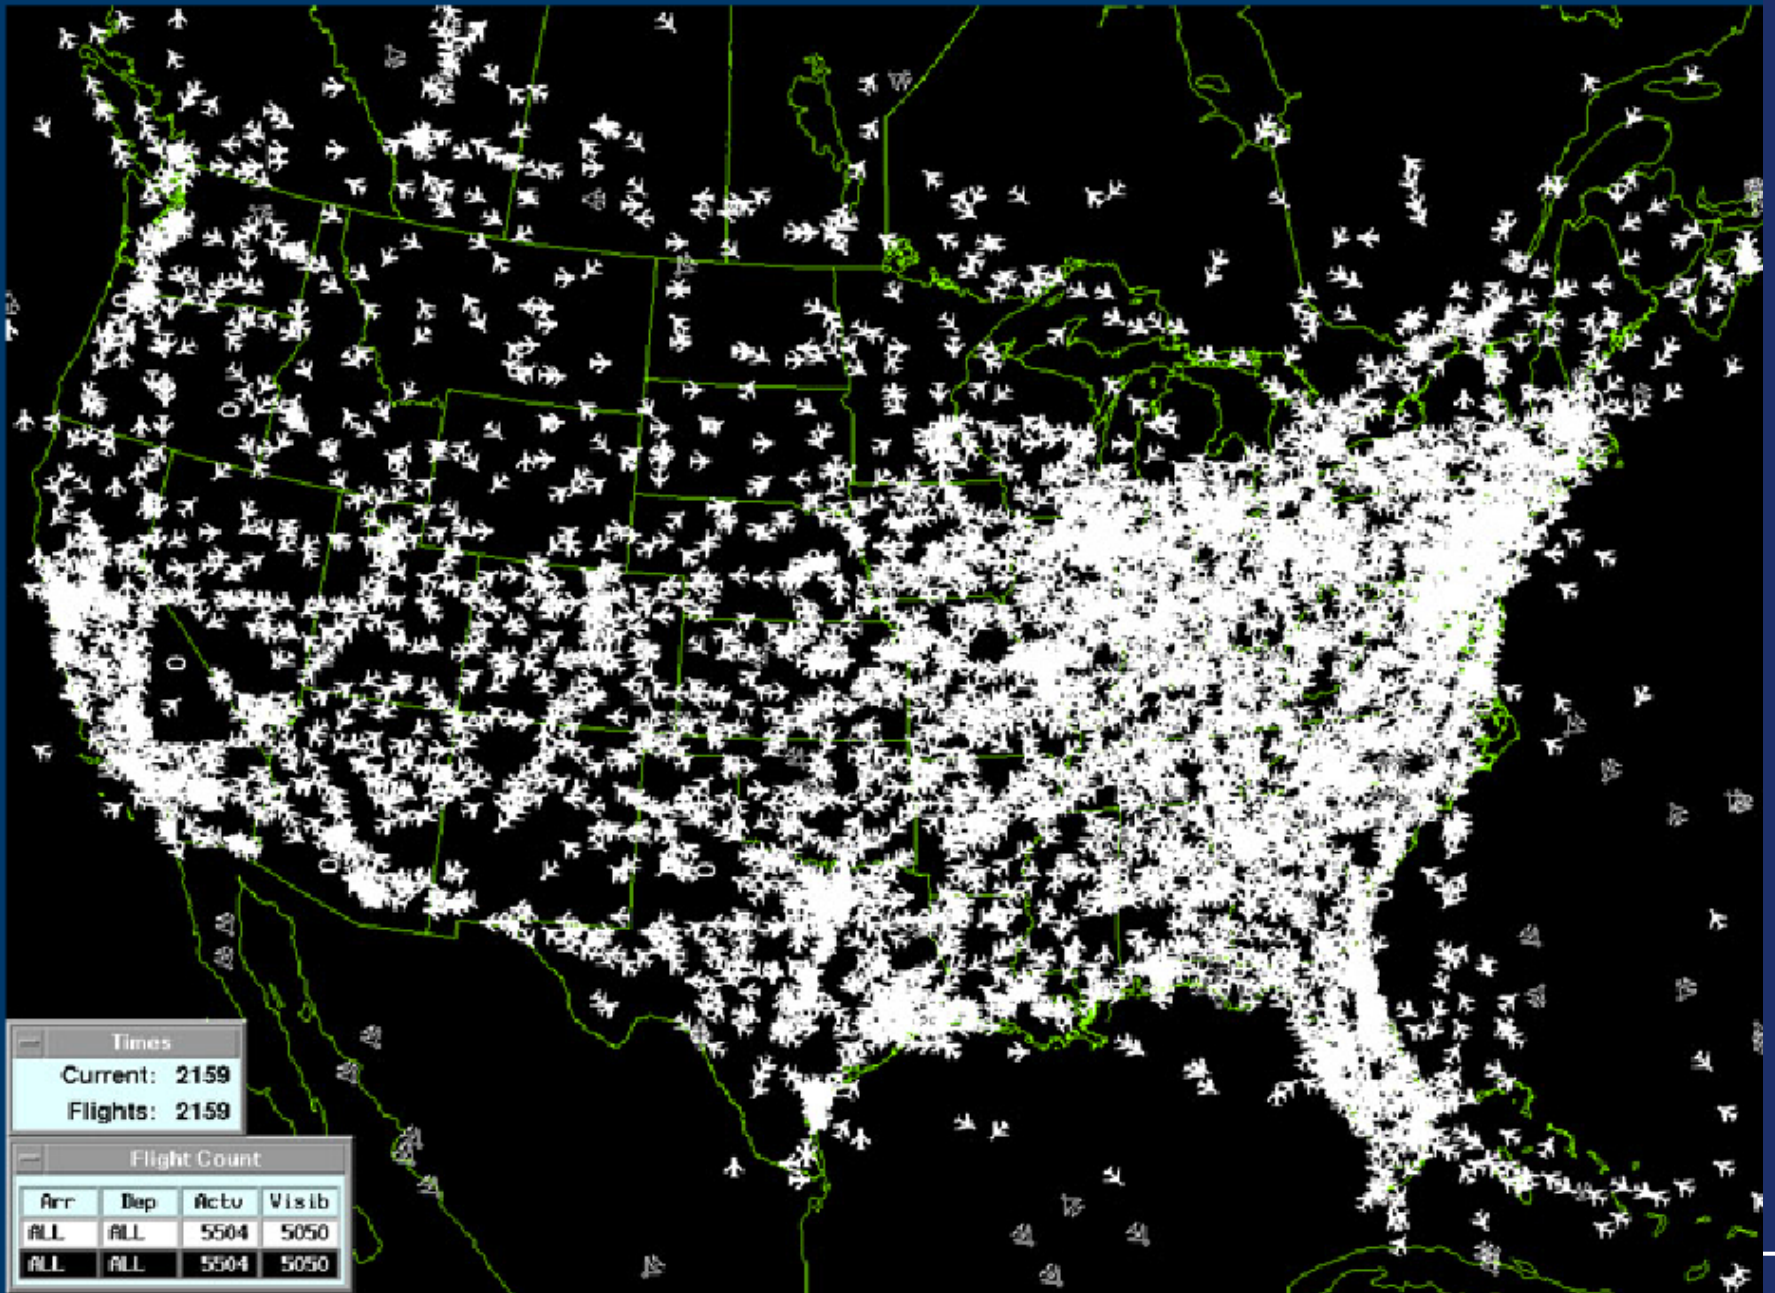 Times
Current: 2159
Flights: 2159
Flight Count
Arr Dep Actv Visib
ALL ALL 5504 5050
ALL ALL 5504 5050